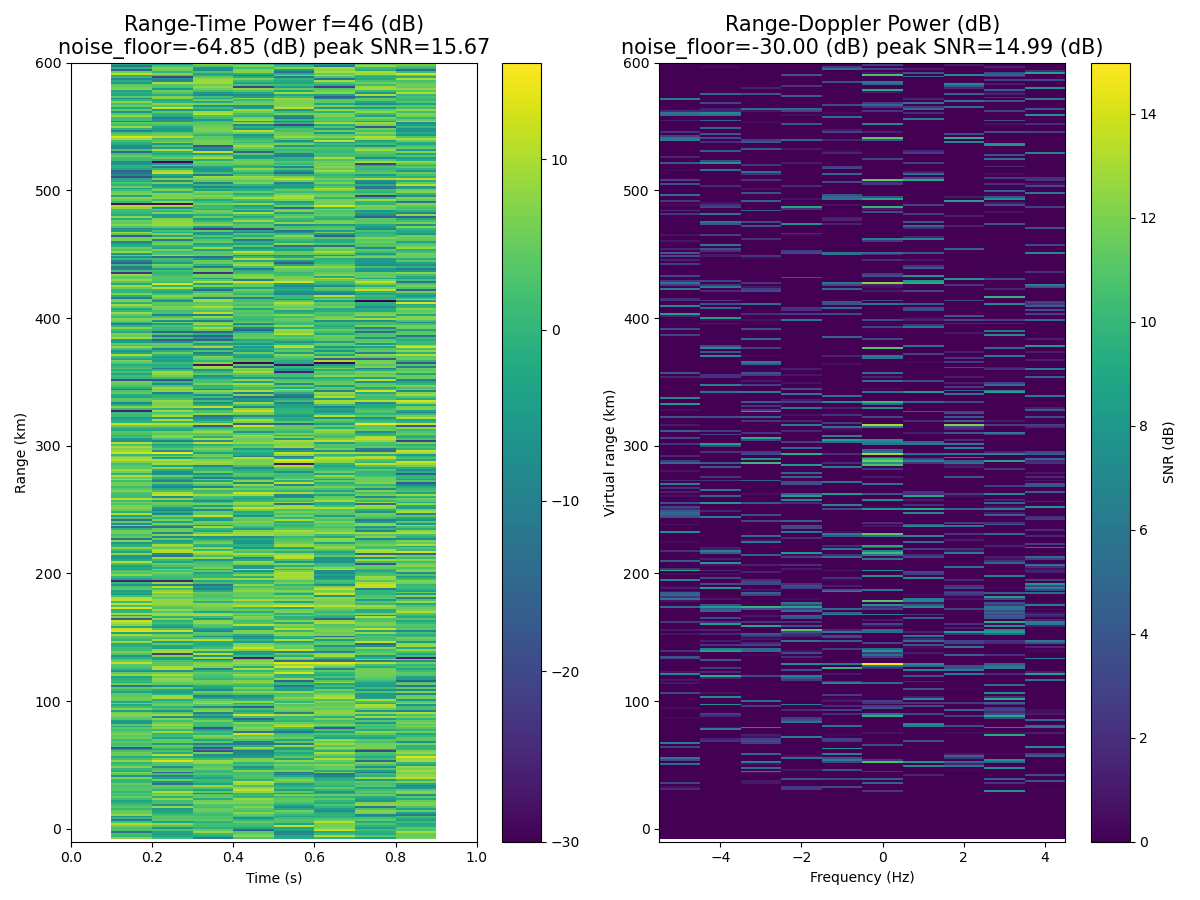 Range-Time Power f=46 (dB)
noise_floor=-64.85 (dB) peak SNR=15.67
Range-Doppler Power (dB)
noise_floor=-30.00 (dB) peak SNR=14.99 (dB)
600
500
400
300
200
100
0
Range (km)
0.0 0.2 0.4 0.6 0.8 1.0
Time (s)
10
0
−10
−20
−30
600
500
400
300
200
100
0
Virtual range (km)
−4 −2 0 2 4
Frequency (Hz)
14
12
10
8
6
4
2
0
SNR (dB)